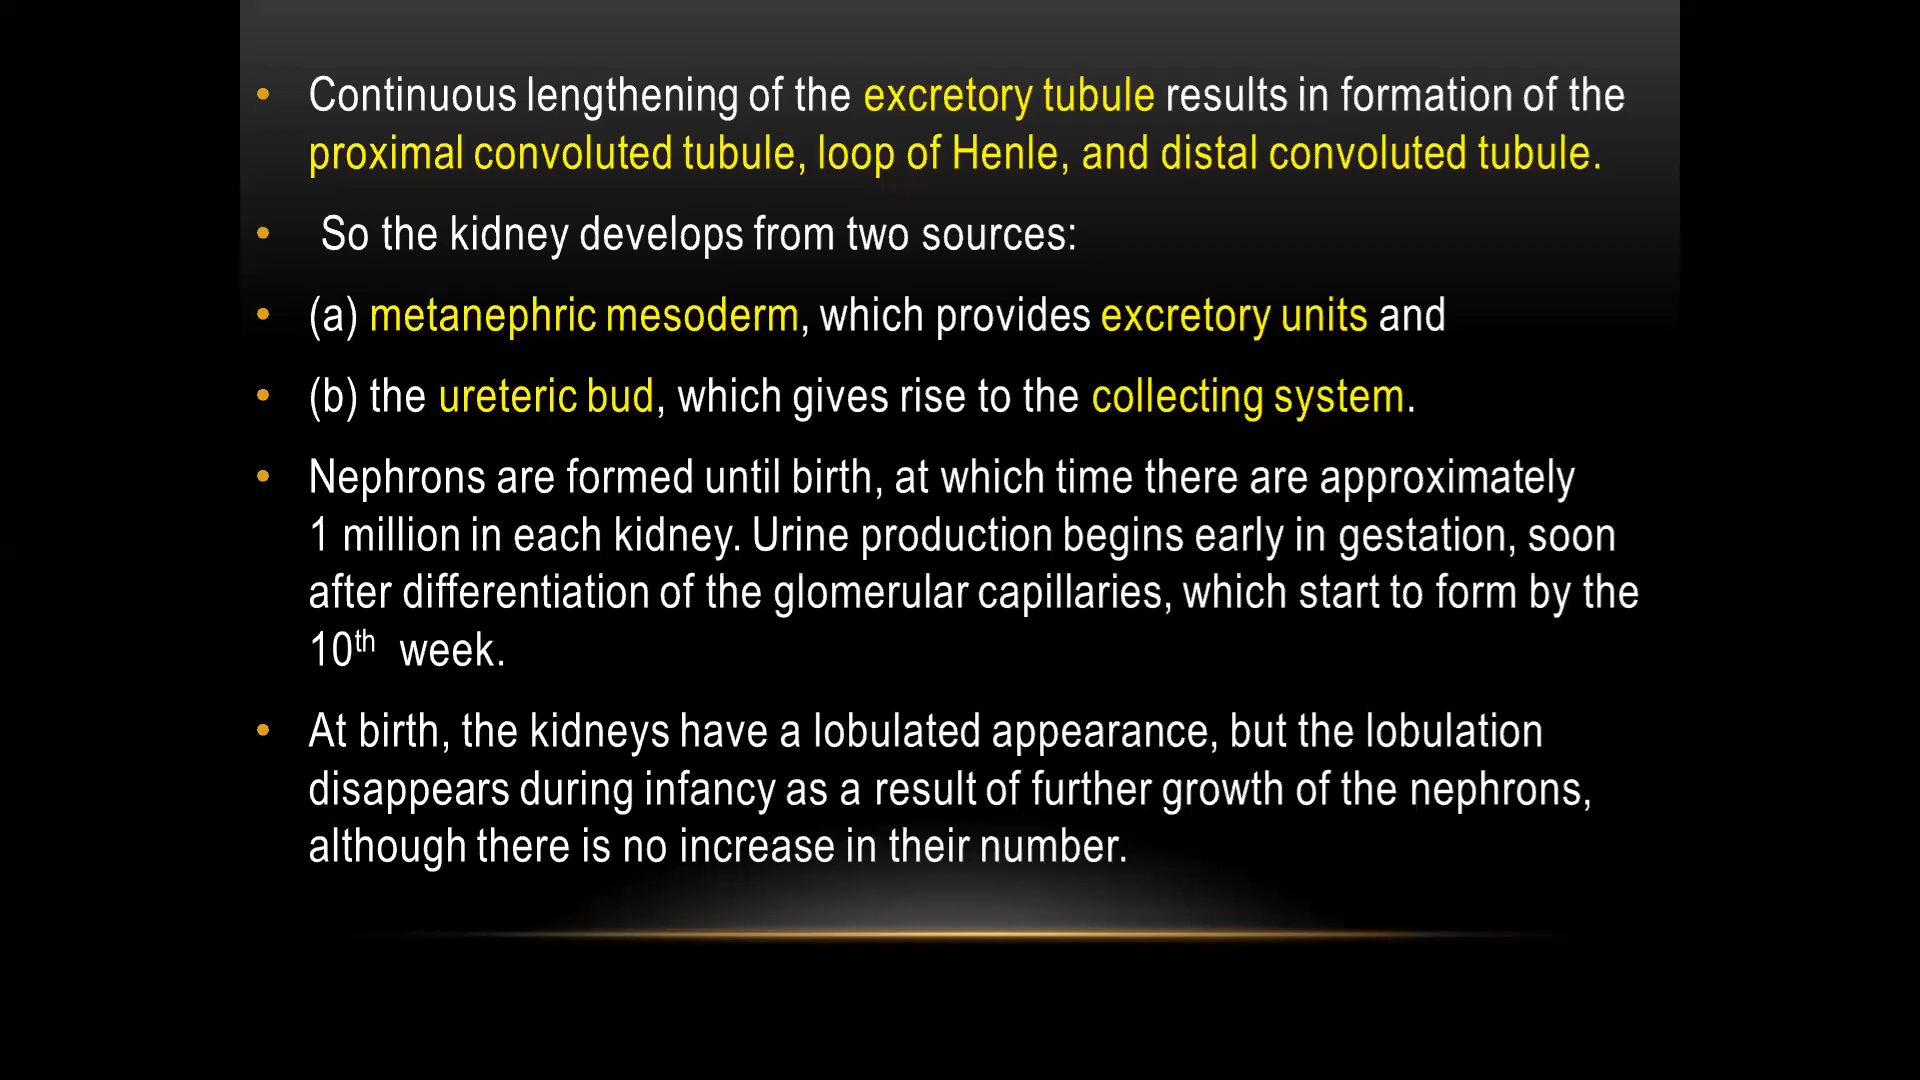 • Continuous lengthening of the excretory tubule results in formation of the
proximal convoluted tubule, loop of Henle, and distal convoluted tubule.
• So the kidney develops from two sources:
• (a) metanephric mesoderm, which provides excretory units and
• (b) the ureteric bud, which gives rise to the collecting system.
• Nephrons are formed until birth, at which time there are approximately
1 million in each kidney. Urine production begins early in gestation, soon
after differentiation of the glomerular capillaries, which start to form by the
10th week.
• At birth, the kidneys have a lobulated appearance, but the lobulation
disappears during infancy as a result of further growth of the nephrons,
although there is no increase in their number.